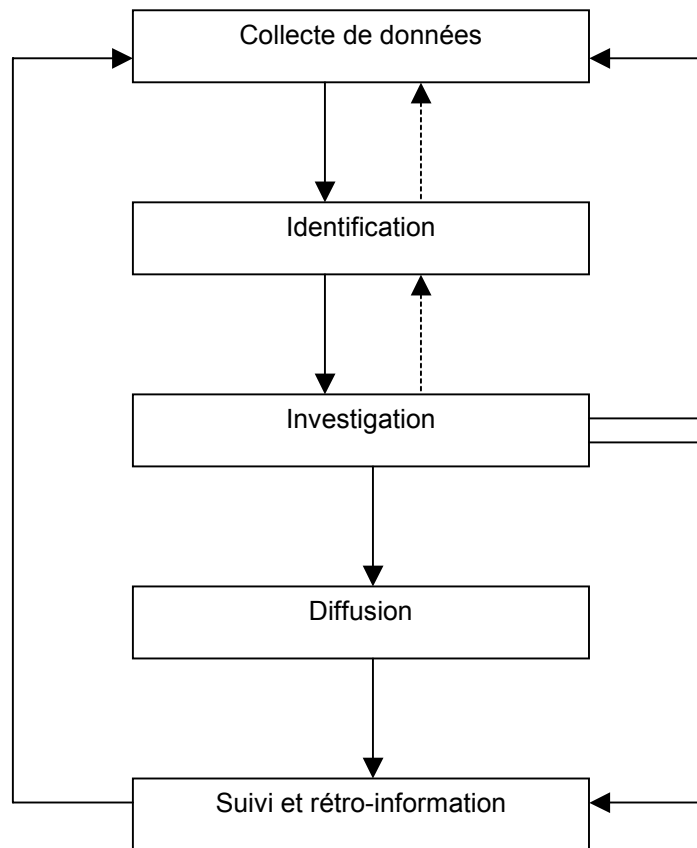 Collecte de données
Identification
Investigation
Diffusion
Suivi et rétro-information